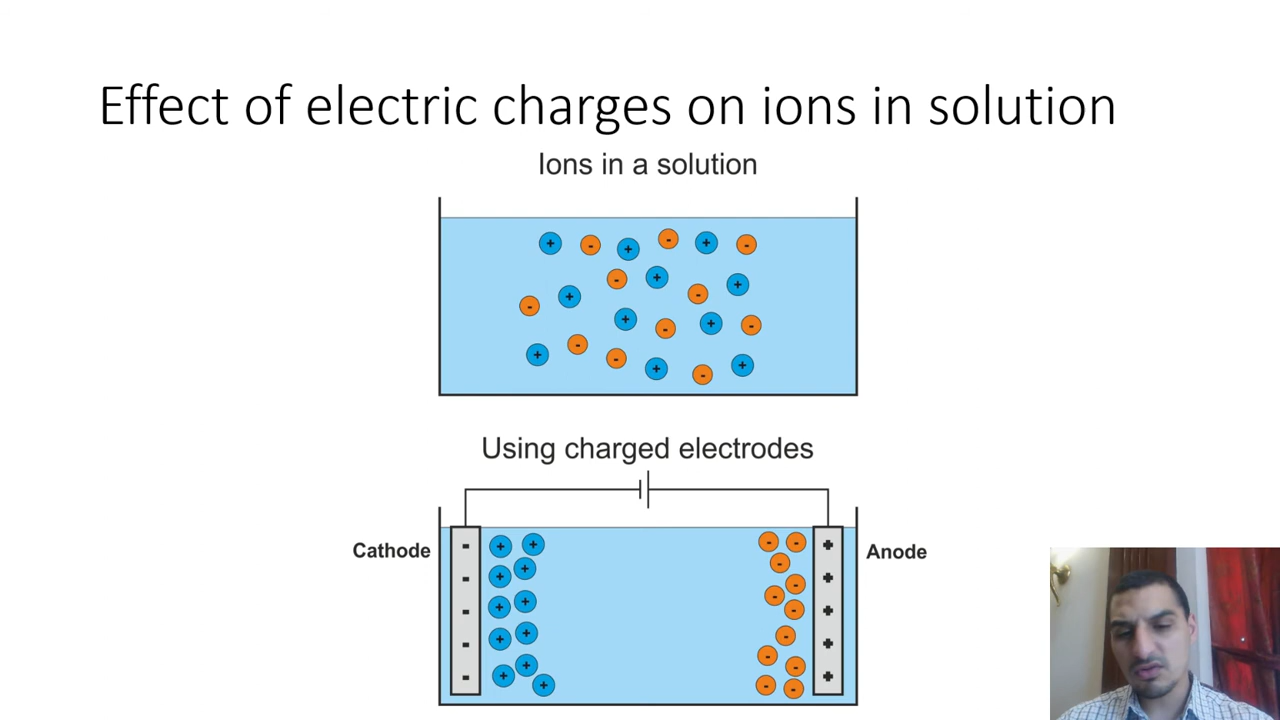 Effect of electric charges on ions in solution
Ions in a solution
+ - + - + -
- + - +
- +
+ - + -
+ - - + - +
Using charged electrodes
Cathode
Anode
- + + - - +
- + + - - +
- + + - - +
- + + - - +
- + + + - - - +